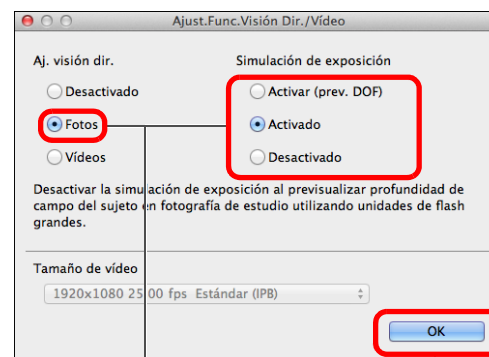 Ajust.Func.Visión Dir./Vídeo
Aj. visión dir.
Desactivado
Fotos
Vídeos
Simulación de exposición
Activar (prev. DOF)
Activado
Desactivado
Desactivar la simulación de exposición al previsualizar profundidad de
campo del sujeto en fotografía de estudio utilizando unidades de flash
grandes.
Tamaño de vídeo
1920x1080 25,00 fps Estándar (IPB)
OK